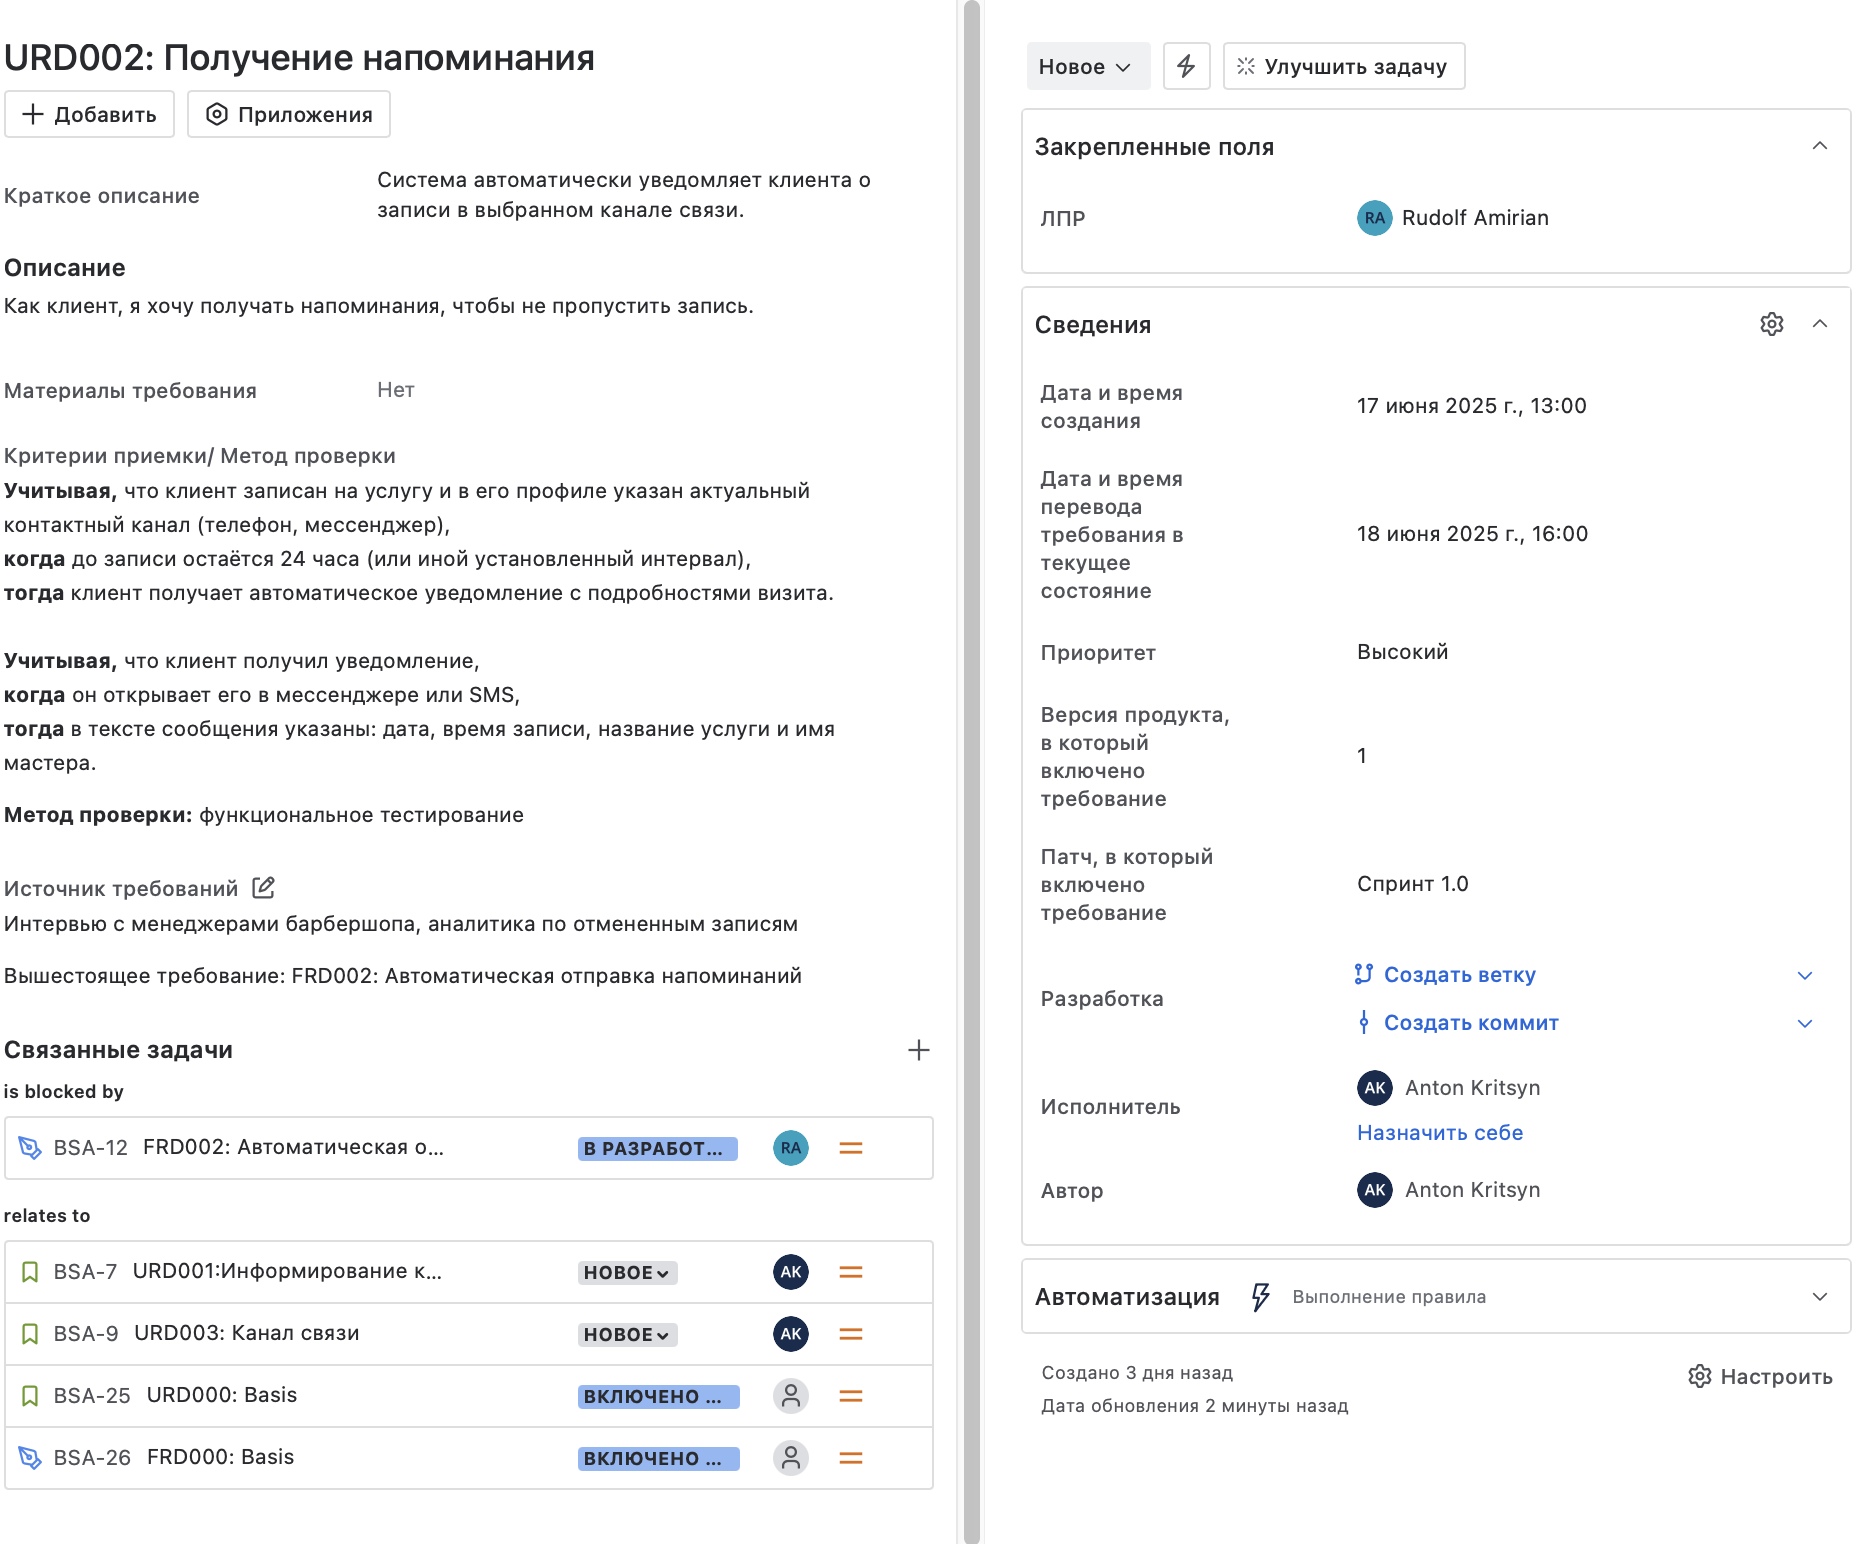 URD002: Получение напоминания
Добавить
Приложения
Краткое описание
Система автоматически уведомляет клиента о
записи в выбранном канале связи.
Описание
Как клиент, я хочу получать напоминания, чтобы не пропустить запись.
Материалы требования
Нет
Критерии приемки/ Метод проверки
Учитывая, что клиент записан на услугу и в его профиле указан актуальный
контактный канал (телефон, мессенджер),
когда до записи остаётся 24 часа (или иной установленный интервал),
тогда клиент получает автоматическое уведомление с подробностями визита.
Учитывая, что клиент получил уведомление,
когда он открывает его в мессенджере или SMS,
тогда в тексте сообщения указаны: дата, время записи, название услуги и имя
мастера.
Метод проверки: функциональное тестирование
Источник требований
Интервью с менеджерами барбершопа, аналитика по отмененным записям
Вышестоящее требование: FRD002: Автоматическая отправка напоминаний
Связанные задачи
is blocked by
BSA-12 FRD002: Автоматическая о... В РАЗРАБОТ... RA
relates to
BSA-7 URD001:Информирование к... НОВОЕ AK
BSA-9 URD003: Канал связи НОВОЕ AK
BSA-25 URD000: Basis ВКЛЮЧЕНО ...
BSA-26 FRD000: Basis ВКЛЮЧЕНО ...
Новое
Улучшить задачу
Закрепленные поля
ЛПР
RA Rudolf Amirian
Сведения
Дата и время
создания
17 июня 2025 г., 13:00
Дата и время
перевода
требования в
текущее
состояние
18 июня 2025 г., 16:00
Приоритет
Высокий
Версия продукта,
в который
включено
требование
1
Патч, в который
включено
требование
Спринт 1.0
Разработка
Создать ветку
Создать коммит
Исполнитель
AK Anton Kritsyn
Назначить себе
Автор
AK Anton Kritsyn
Автоматизация
Выполнение правила
Создано 3 дня назад
Дата обновления 2 минуты назад
Настроить